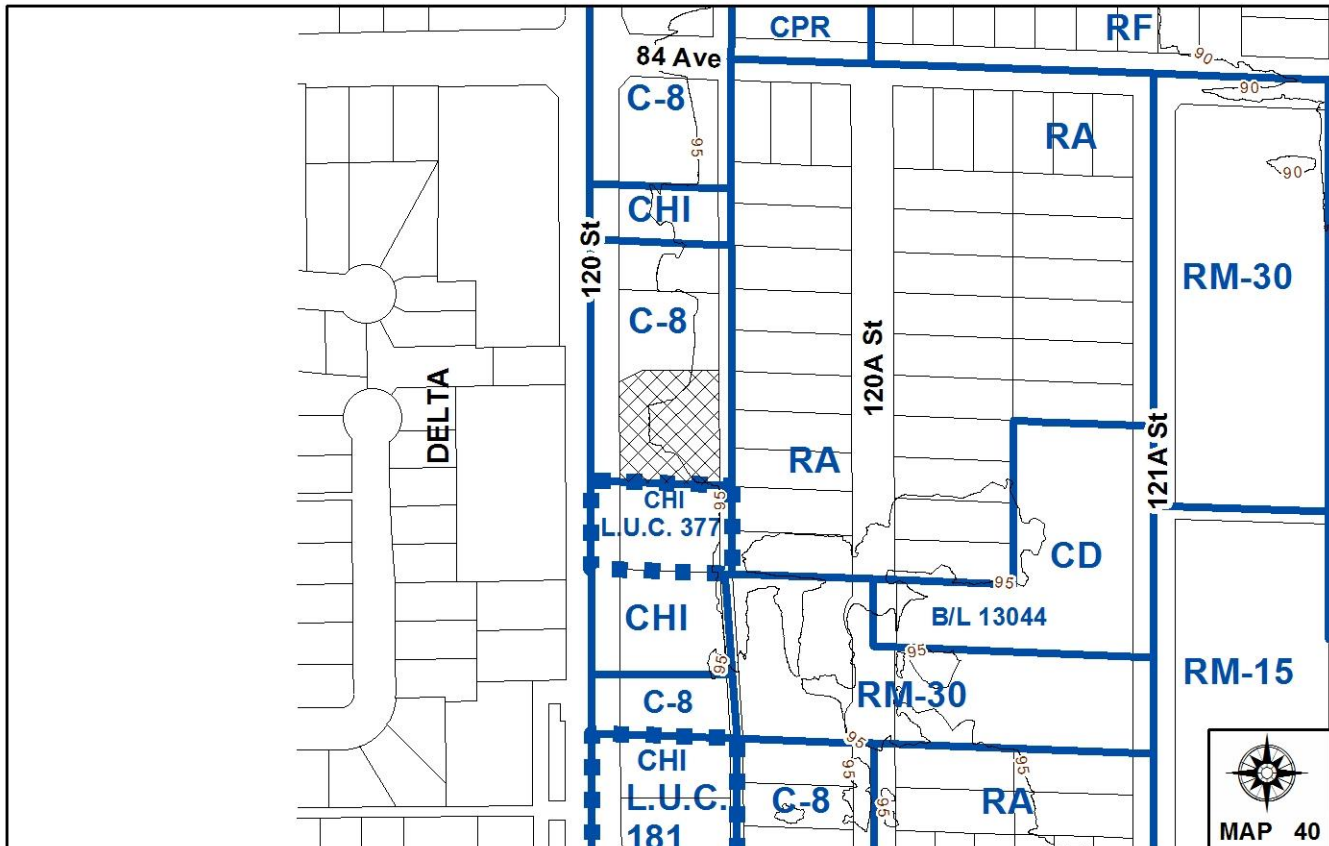 CPR
RF
84 Ave
90
90
C-8
RA
95
90
CHI
120 St
RM-30
C-8
120A St
DELTA
121A St
RA
CHI
95
L.U.C. 377
CD
95
CHI
B/L 13044
95
95
RM-30
RM-15
C-8
95
CHI
95
95
L.U.C.
C-8
95
RA
181
MAP 40